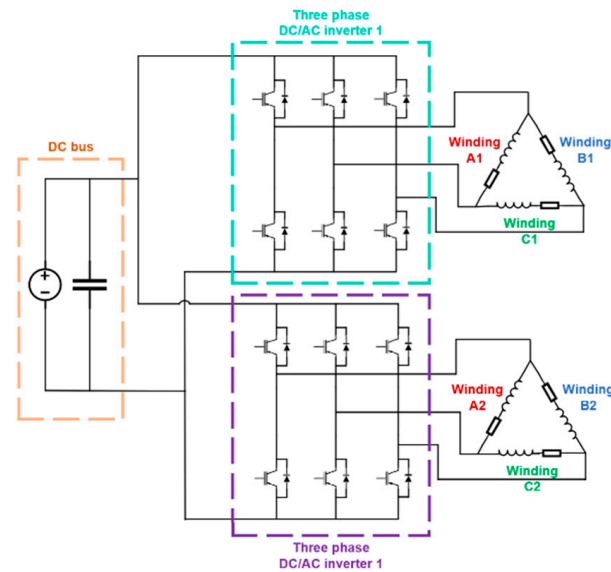 Three phase
DC/AC inverter 1
DC bus
+
−
Winding
A1
Winding
B1
Winding
C1
Winding
A2
Winding
B2
Winding
C2
Three phase
DC/AC inverter 1